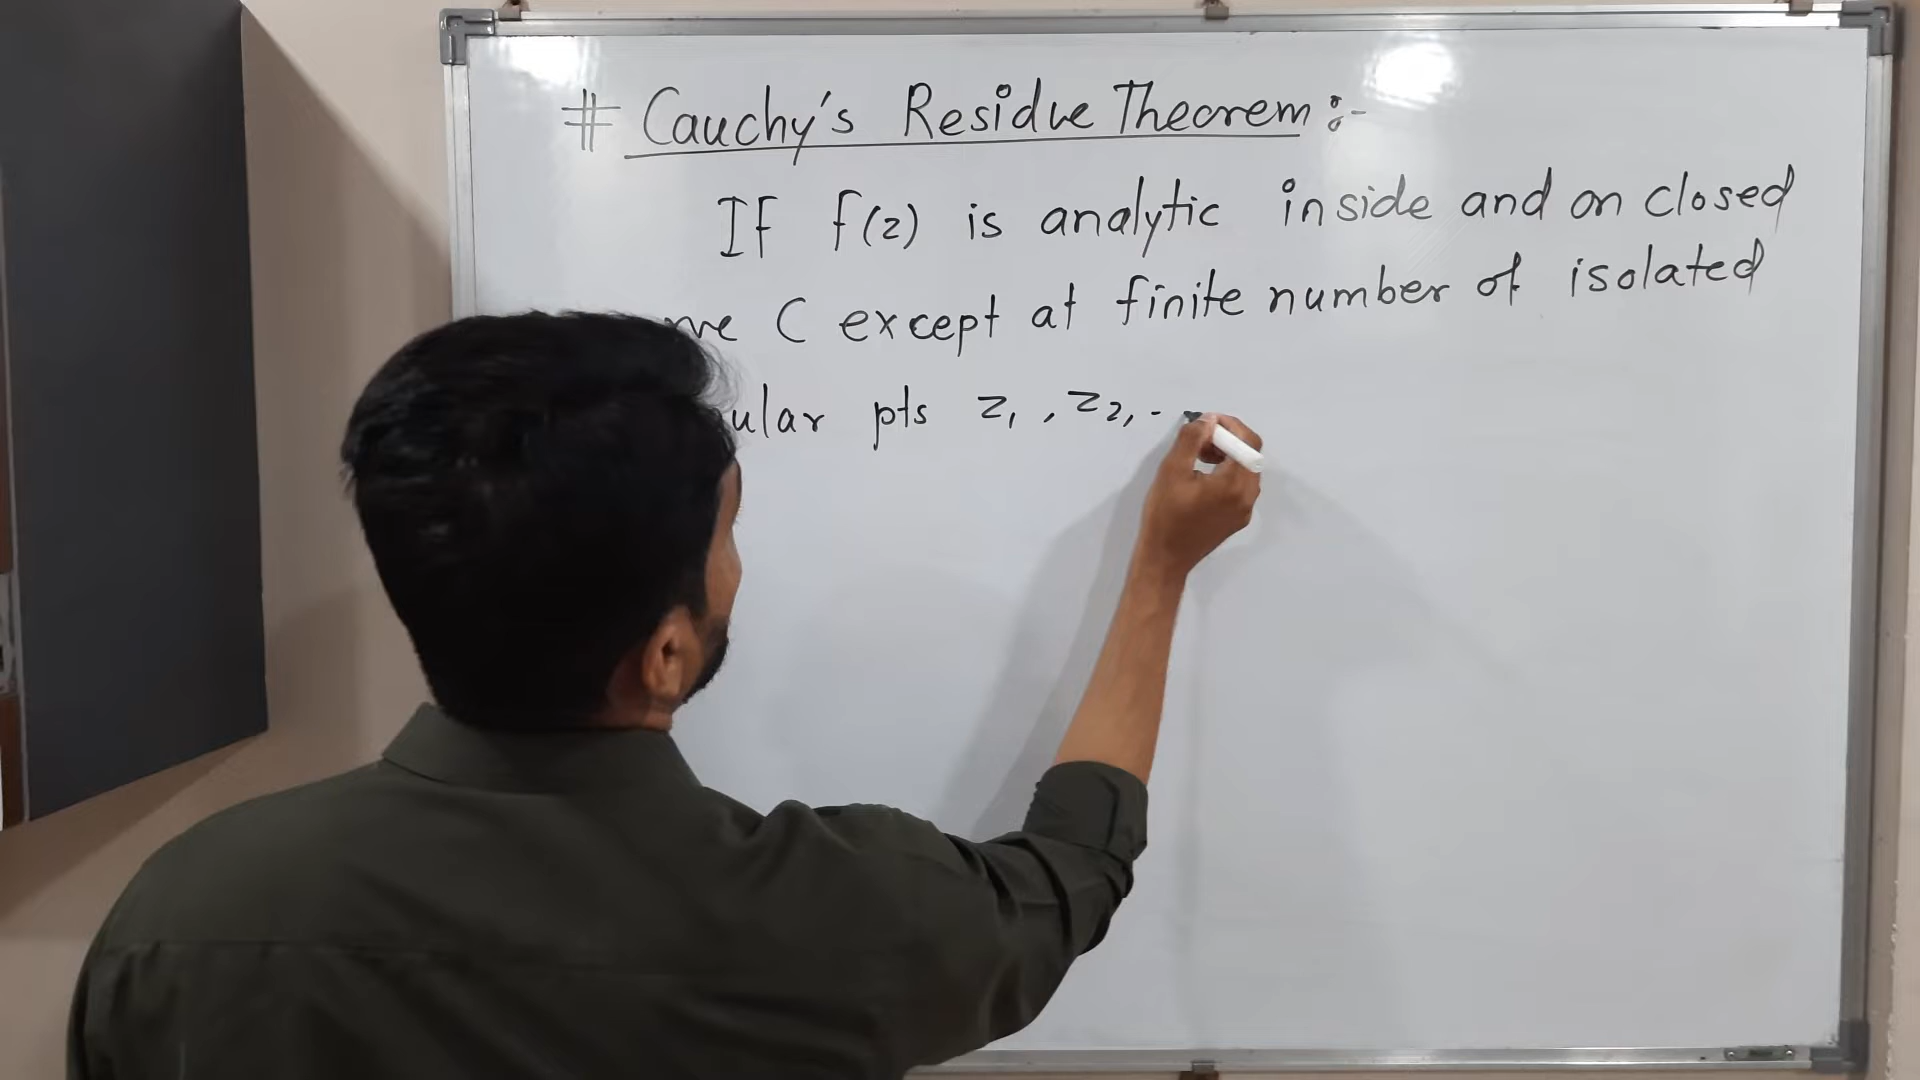 # Cauchy's Residue Theorem :-
If f(z) is analytic inside and on closed
C except at finite number of isolated
pts z₁, z₂, -